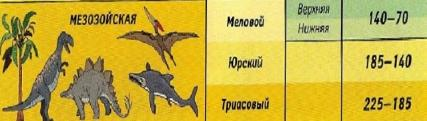 МЕЗОЗОЙСКАЯ
Меловой
Верхняя
Нижняя
140–70
Юрский
185–140
Триасовый
225–185